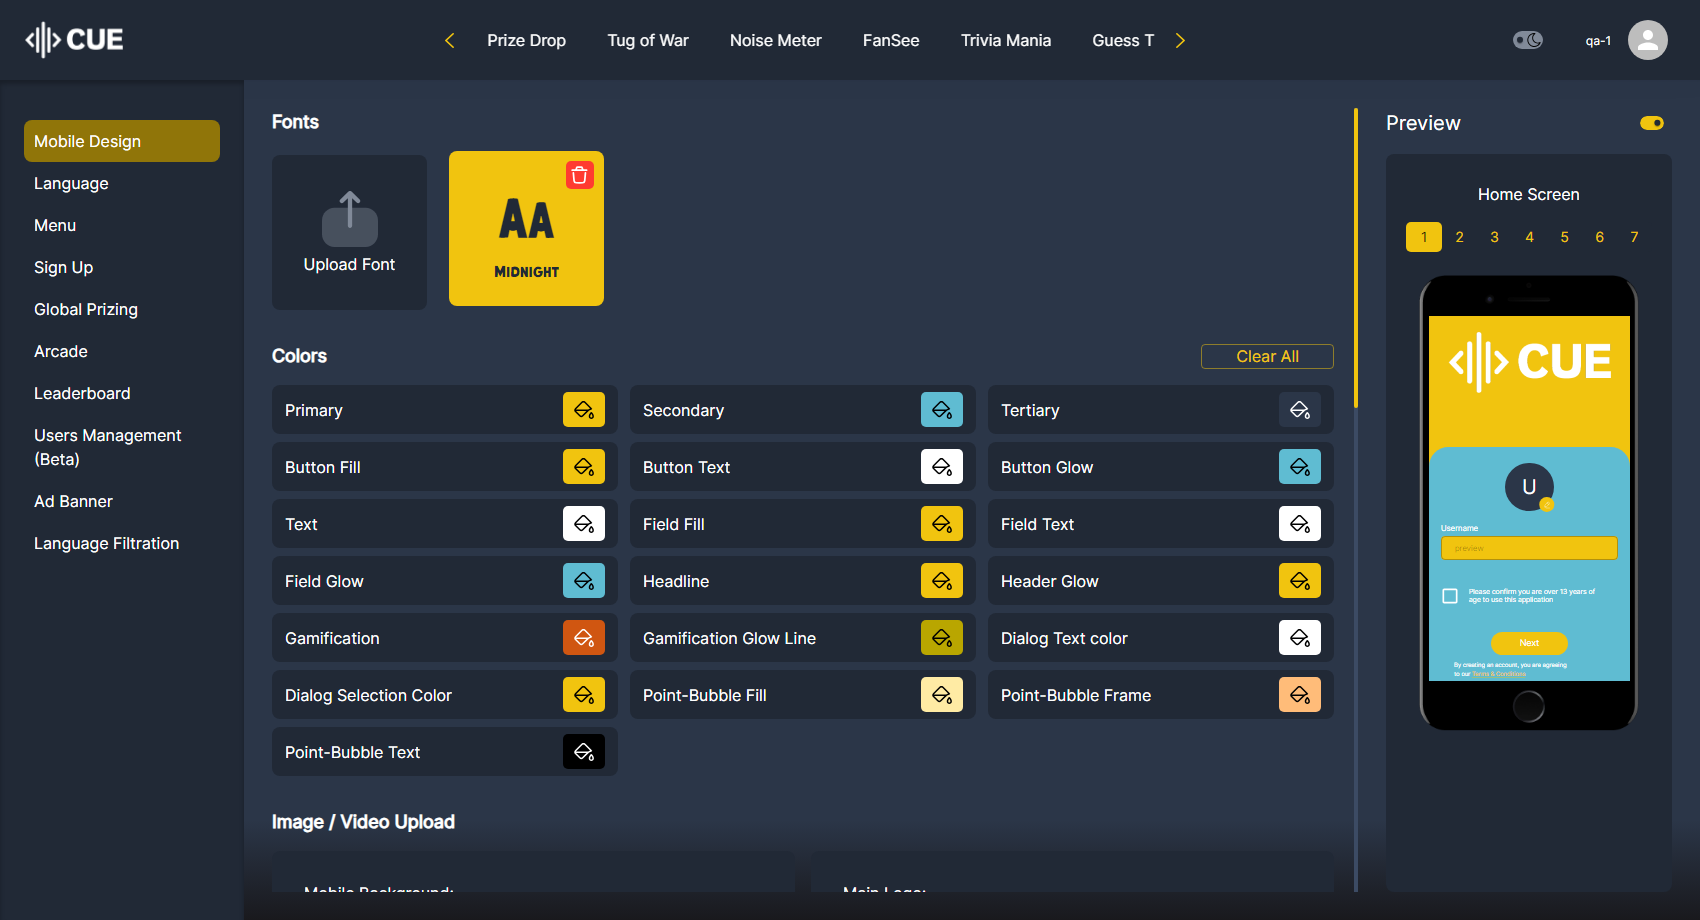 CUE
Prize Drop
Tug of War
Noise Meter
FanSee
Trivia Mania
Guess T
qa-1
Mobile Design
Language
Menu
Sign Up
Global Prizing
Arcade
Leaderboard
Users Management
(Beta)
Ad Banner
Language Filtration
Fonts
Upload Font
AA
MIDNIGHT
Colors
Clear All
Primary
Secondary
Tertiary
Button Fill
Button Text
Button Glow
Text
Field Fill
Field Text
Field Glow
Headline
Header Glow
Gamification
Gamification Glow Line
Dialog Text color
Dialog Selection Color
Point-Bubble Fill
Point-Bubble Frame
Point-Bubble Text
Image / Video Upload
Mobile Background:
Main Logo:
Preview
Home Screen
1 2 3 4 5 6 7
CUE
U
Username
preview
Please confirm you are over 13 years of
age to use this application
Next
By creating an account, you are agreeing
to our Terms & Conditions